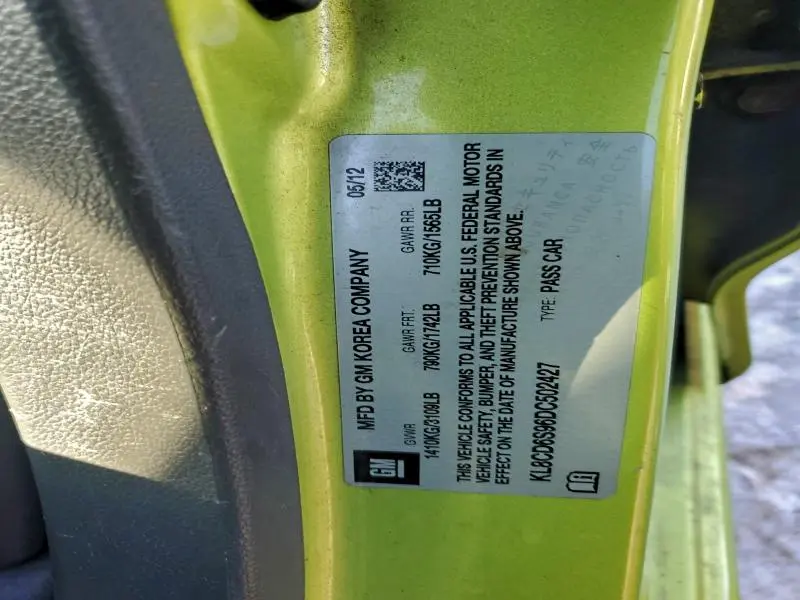 MFD BY GM KOREA COMPANY 05/12
GVWR GAWR FRT. GAWR RR.
1410KG/3109LB 790KG/1742LB 710KG/1565LB
THIS VEHICLE CONFORMS TO ALL APPLICABLE U.S. FEDERAL MOTOR
VEHICLE SAFETY, BUMPER, AND THEFT PREVENTION STANDARDS IN
EFFECT ON THE DATE OF MANUFACTURE SHOWN ABOVE.
KL8CD6S96DC502427 TYPE: PASS CAR
GM